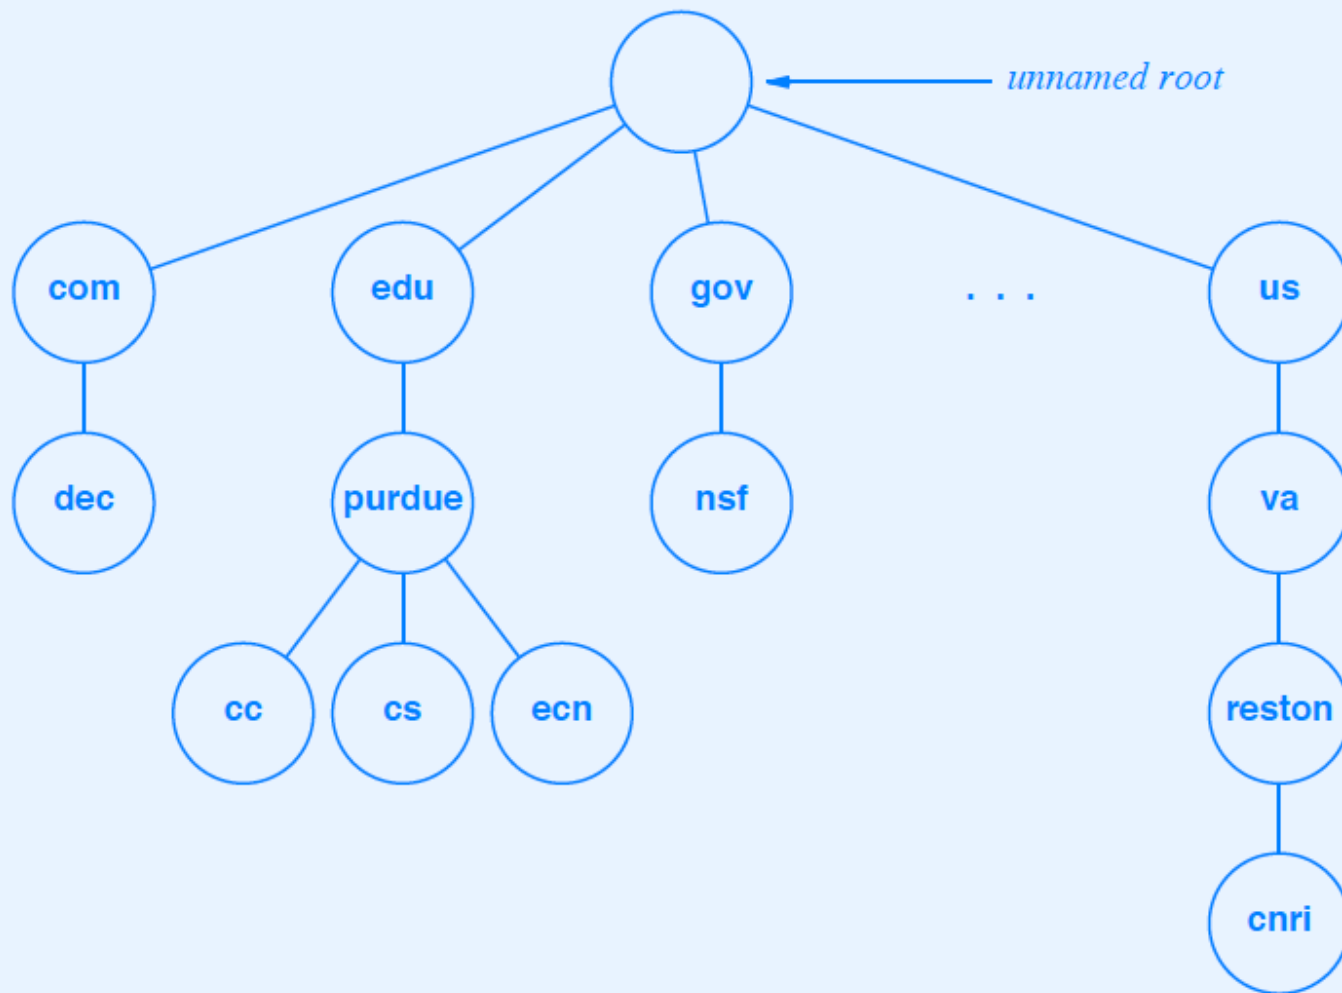 unnamed root
com edu gov . . . us
dec purdue nsf va
cc cs ecn reston
cnri